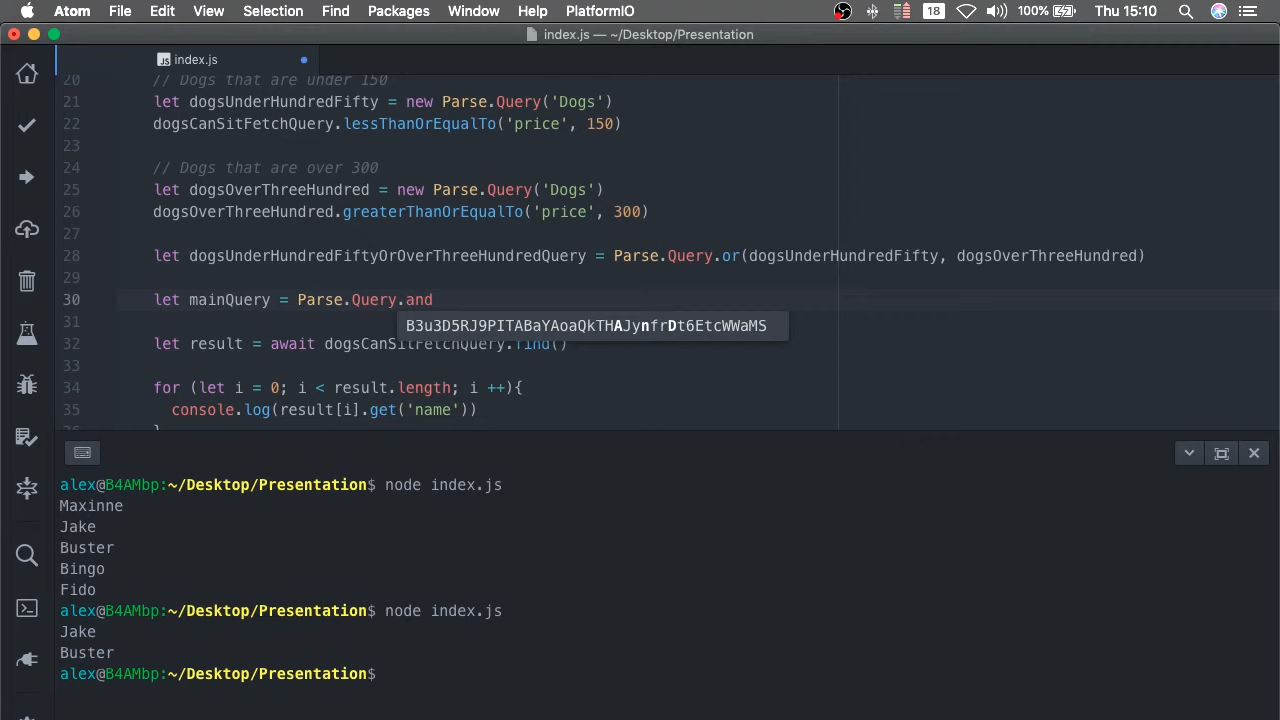 Atom File Edit View Selection Find Packages Window Help PlatformIO 18 100% Thu 15:10
index.js — ~/Desktop/Presentation
JS index.js
20 // Dogs that are under 150
21 let dogsUnderHundredFifty = new Parse.Query('Dogs')
22 dogsCanSitFetchQuery.lessThanOrEqualTo('price', 150)
23
24 // Dogs that are over 300
25 let dogsOverThreeHundred = new Parse.Query('Dogs')
26 dogsOverThreeHundred.greaterThanOrEqualTo('price', 300)
27
28 let dogsUnderHundredFiftyOrOverThreeHundredQuery = Parse.Query.or(dogsUnderHundredFifty, dogsOverThreeHundred)
29
30 let mainQuery = Parse.Query.and
31 B3u3D5RJ9PITABaYAoaQkTHAJynfrDt6EtcWWaMS
32 let result = await dogsCanSitFetchQuery.find()
33
34 for (let i = 0; i < result.length; i ++){
35 console.log(result[i].get('name'))
36 }
alex@B4AMbp:~/Desktop/Presentation$ node index.js
Maxinne
Jake
Buster
Bingo
Fido
alex@B4AMbp:~/Desktop/Presentation$ node index.js
Jake
Buster
alex@B4AMbp:~/Desktop/Presentation$